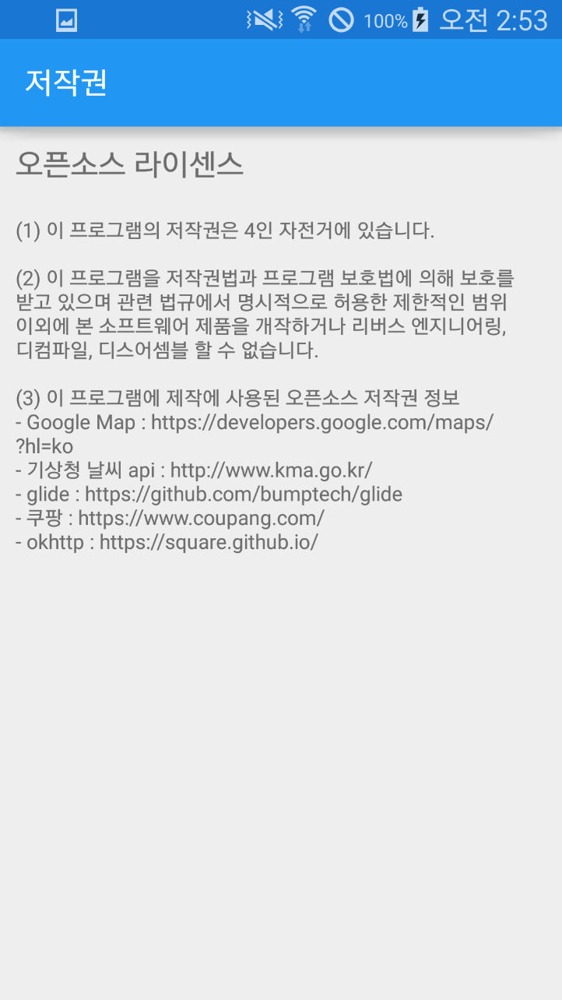 100% 오전 2:53
저작권
오픈소스 라이센스
(1) 이 프로그램의 저작권은 4인 자전거에 있습니다.
(2) 이 프로그램을 저작권법과 프로그램 보호법에 의해 보호를
받고 있으며 관련 법규에서 명시적으로 허용한 제한적인 범위
이외에 본 소프트웨어 제품을 개작하거나 리버스 엔지니어링,
디컴파일, 디스어셈블 할 수 없습니다.
(3) 이 프로그램에 제작에 사용된 오픈소스 저작권 정보
- Google Map : https://developers.google.com/maps/
?hl=ko
- 기상청 날씨 api : http://www.kma.go.kr/
- glide : https://github.com/bumptech/glide
- 쿠팡 : https://www.coupang.com/
- okhttp : https://square.github.io/